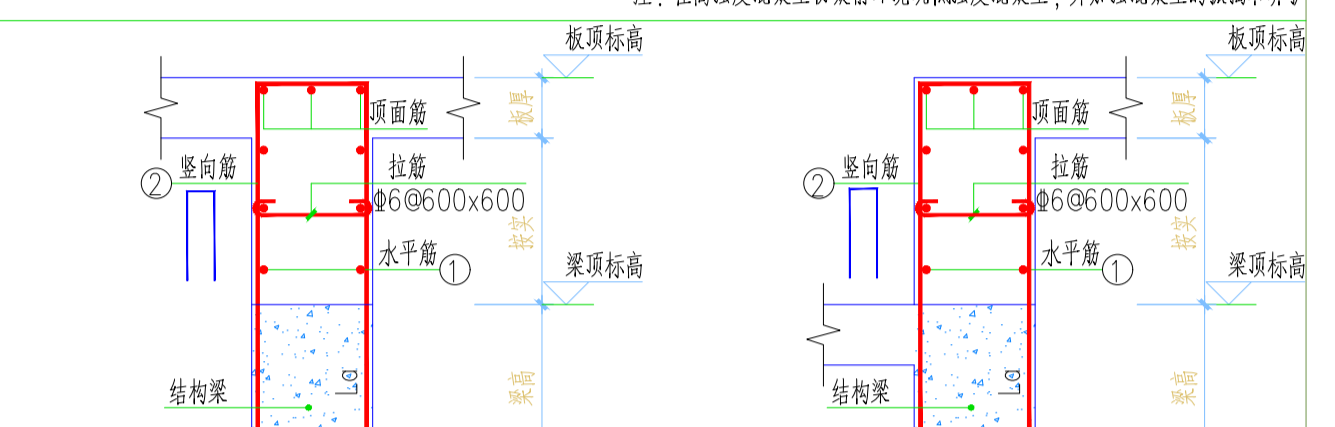 板顶标高
板顶标高
顶面筋
板厚
顶面筋
板厚
② 竖向筋
拉筋
Φ6@600x600
按实
② 竖向筋
拉筋
Φ6@600x600
按实
水平筋 ①
梁顶标高
水平筋 ①
梁顶标高
结构梁
La
梁高
结构梁
La
梁高